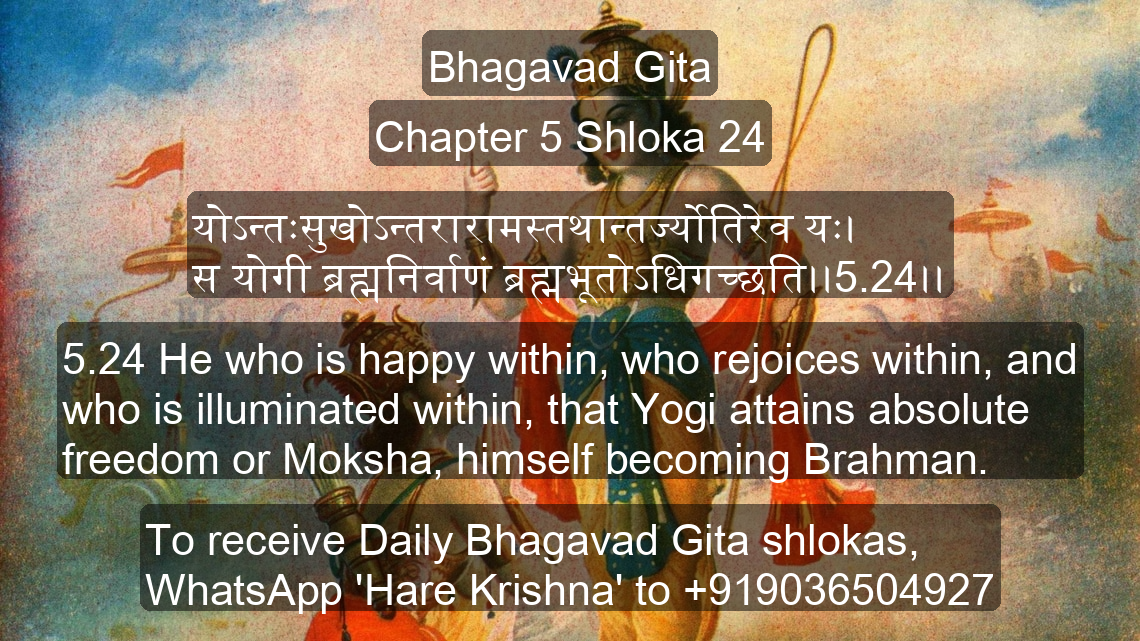 Bhagavad Gita
Chapter 5 Shloka 24
योऽन्तःसुखोऽन्तरारामस्तथान्तर्ज्योतिरेव यः।
स योगी ब्रह्मनिर्वाणं ब्रह्मभूतोऽधिगच्छति।।5.24।।
5.24 He who is happy within, who rejoices within, and
who is illuminated within, that Yogi attains absolute
freedom or Moksha, himself becoming Brahman.
To receive Daily Bhagavad Gita shlokas,
WhatsApp 'Hare Krishna' to +919036504927